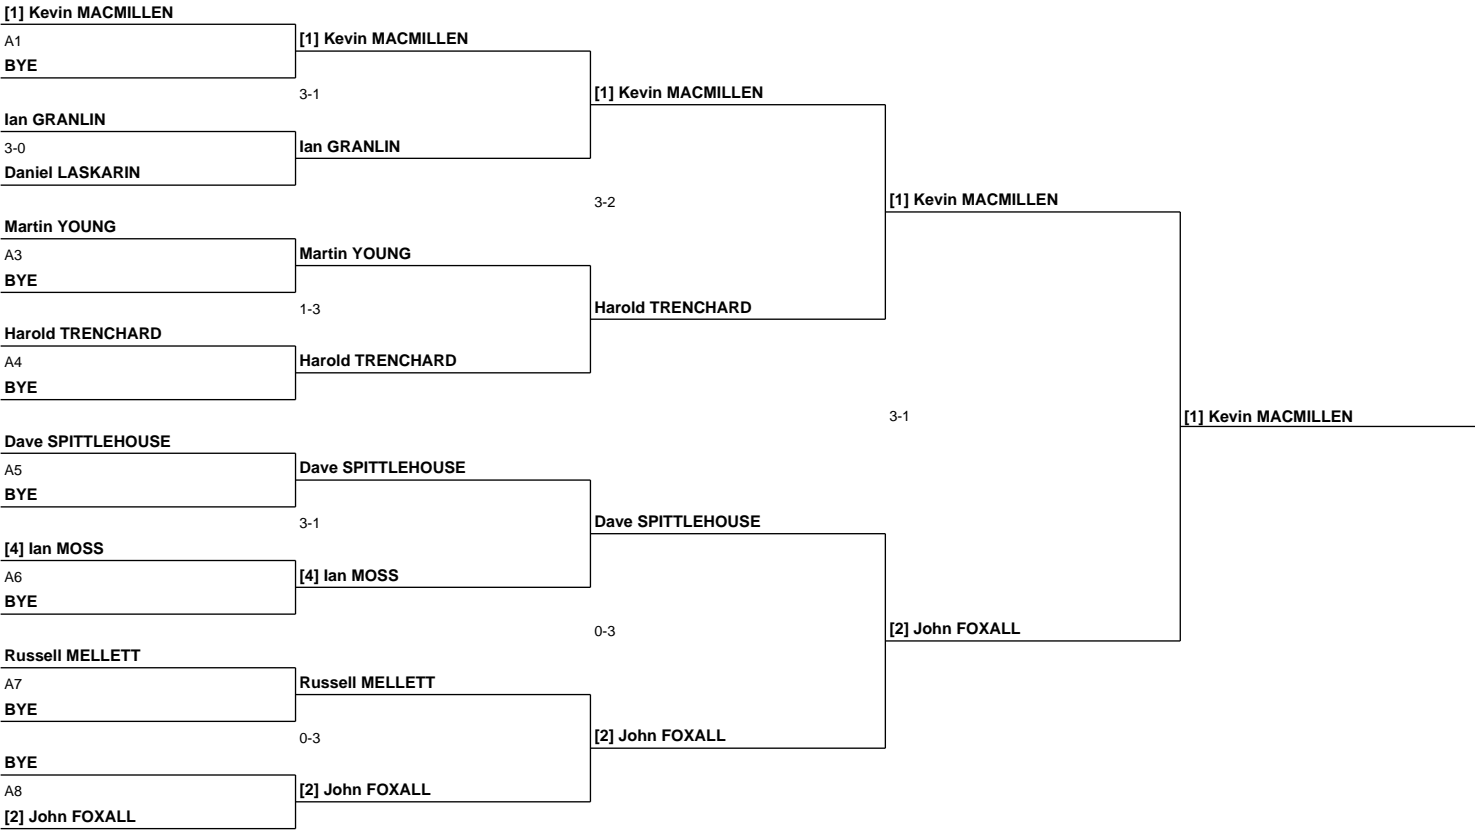 [1] Kevin MACMILLEN
A1
BYE
[1] Kevin MACMILLEN
3-1
Ian GRANLIN
3-0
Daniel LASKARIN
Ian GRANLIN
[1] Kevin MACMILLEN
3-2
Martin YOUNG
A3
BYE
Martin YOUNG
1-3
Harold TRENCHARD
A4
BYE
Harold TRENCHARD
Harold TRENCHARD
[1] Kevin MACMILLEN
3-1
Dave SPITTLEHOUSE
A5
BYE
Dave SPITTLEHOUSE
3-1
[4] Ian MOSS
A6
BYE
[4] Ian MOSS
Dave SPITTLEHOUSE
0-3
Russell MELLETT
A7
BYE
Russell MELLETT
0-3
BYE
A8
[2] John FOXALL
[2] John FOXALL
[2] John FOXALL
[2] John FOXALL
[1] Kevin MACMILLEN